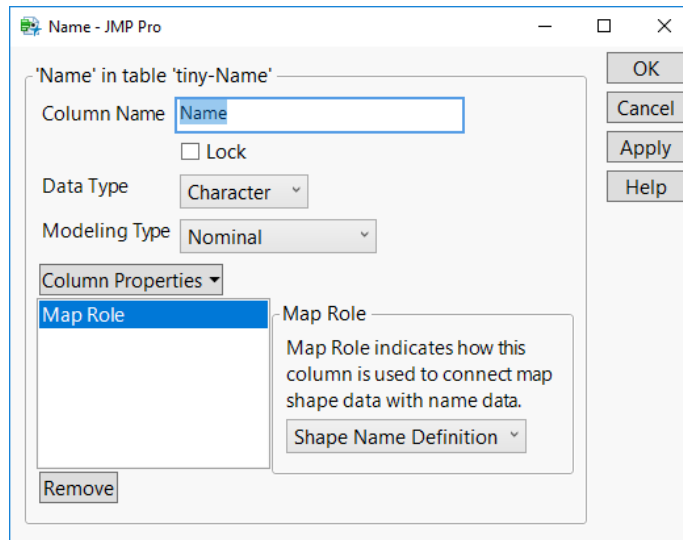 Name - JMP Pro
'Name' in table 'tiny-Name'
OK
Column Name Name
Cancel
Lock
Apply
Data Type Character
Help
Modeling Type Nominal
Column Properties
Map Role
Map Role
Map Role indicates how this
column is used to connect map
shape data with name data.
Shape Name Definition
Remove